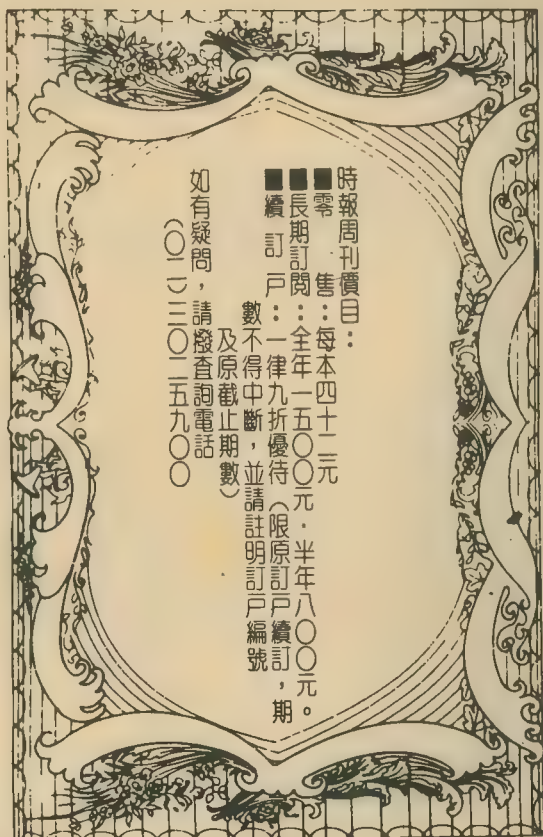 時報周刊價目：
■零　　售：每本四十二元
■長期訂閱：全年一五〇〇元．半年八〇〇元。
■續 訂 戶：一律九折優待（限原訂戶續訂，期
數不得中斷，並請註明訂戶編號
及原截止期數）
如有疑問，請撥査詢電話
（〇二）三〇二五九〇〇